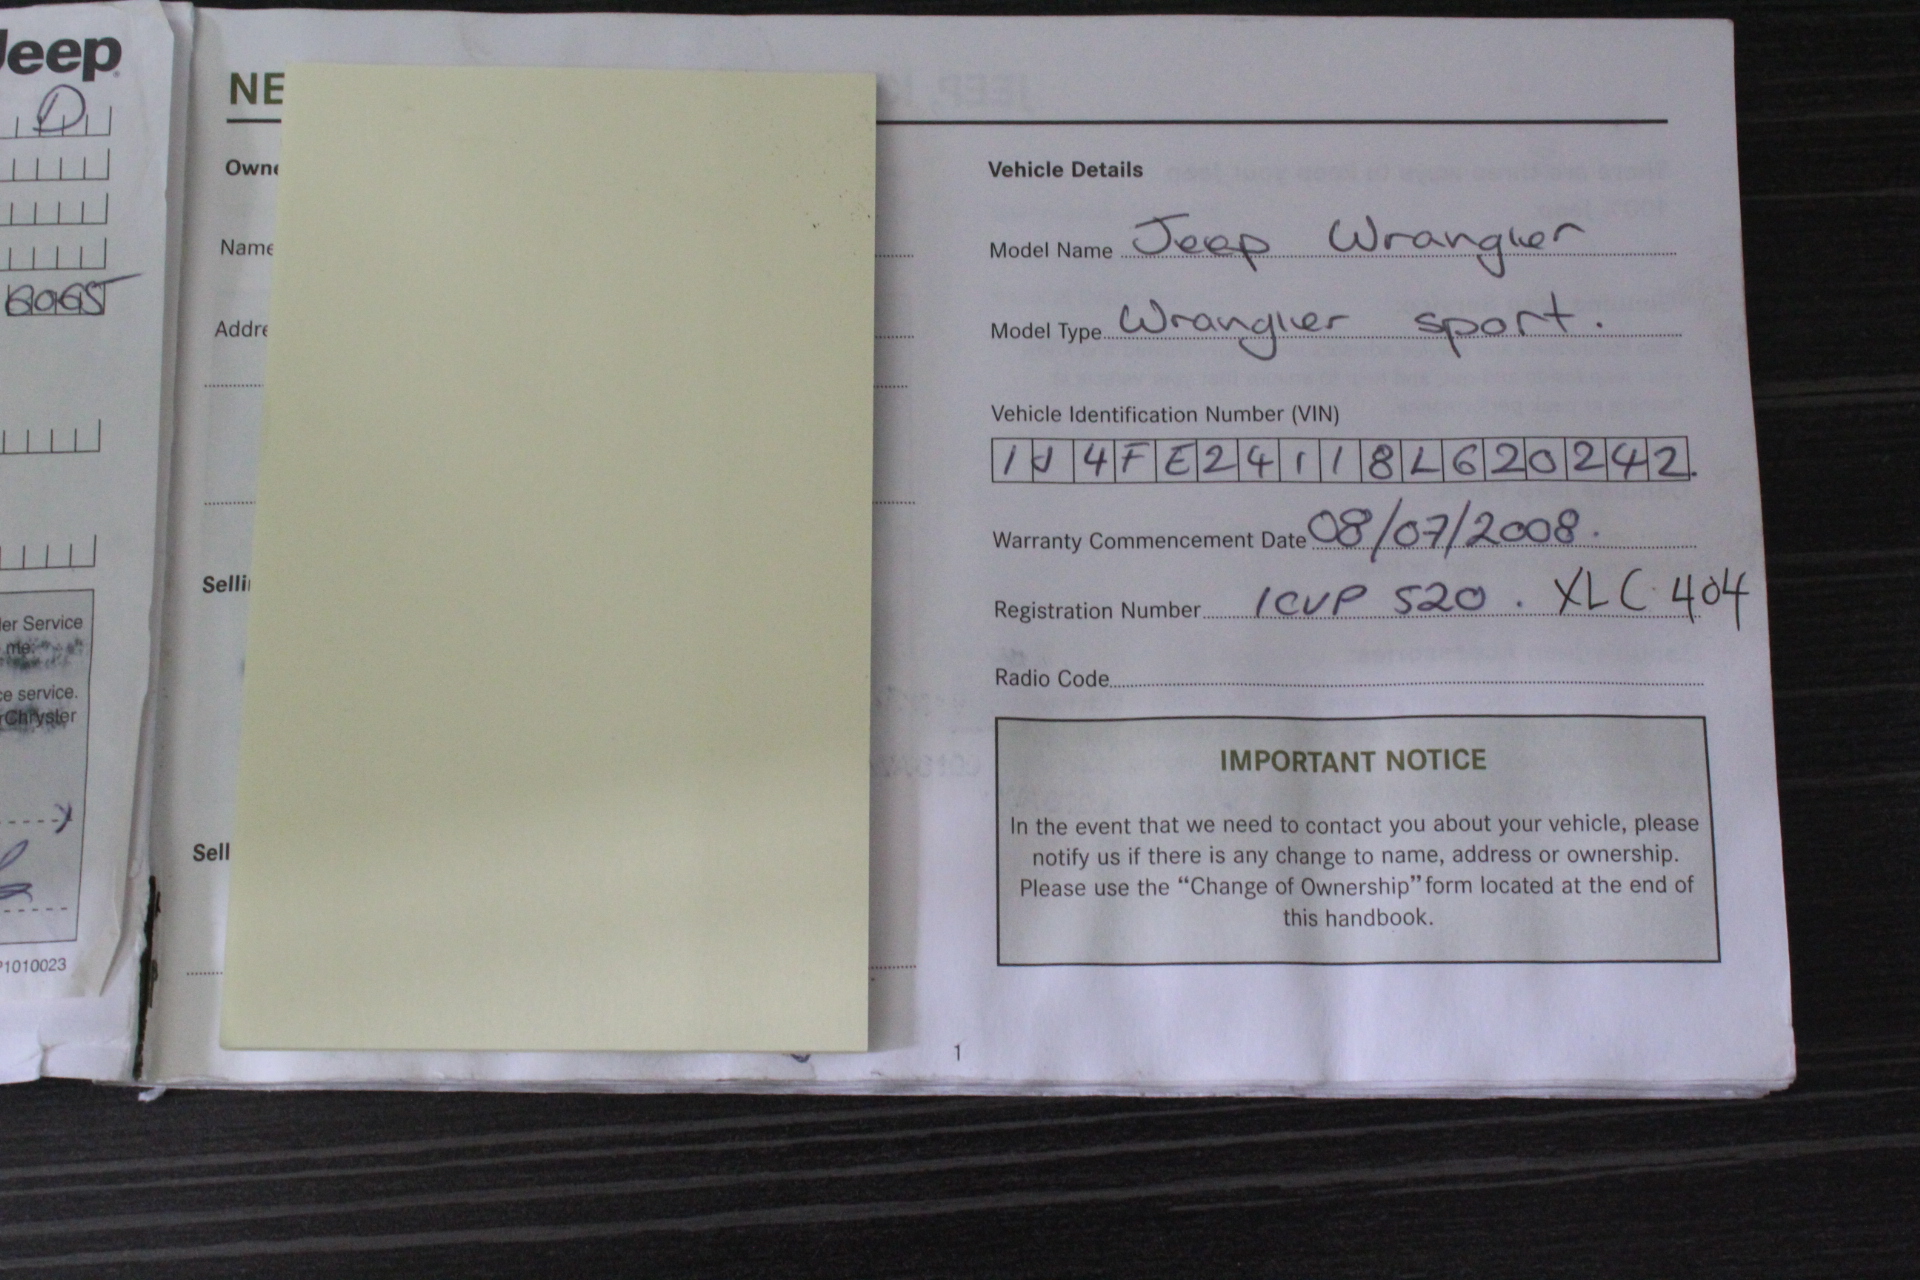 Jeep
D
6065
er Service
me.
ce service.
Chrysler
P1010023
NE
Owne
Name
Addre
Selli
Sell
Vehicle Details
Model Name Jeep Wrangler
Model Type Wrangler sport.
Vehicle Identification Number (VIN)
1J4FE24118L620242.
Warranty Commencement Date 08/07/2008.
Registration Number 1CVP 520. XLC·404
Radio Code
IMPORTANT NOTICE
In the event that we need to contact you about your vehicle, please
notify us if there is any change to name, address or ownership.
Please use the “Change of Ownership” form located at the end of
this handbook.
1